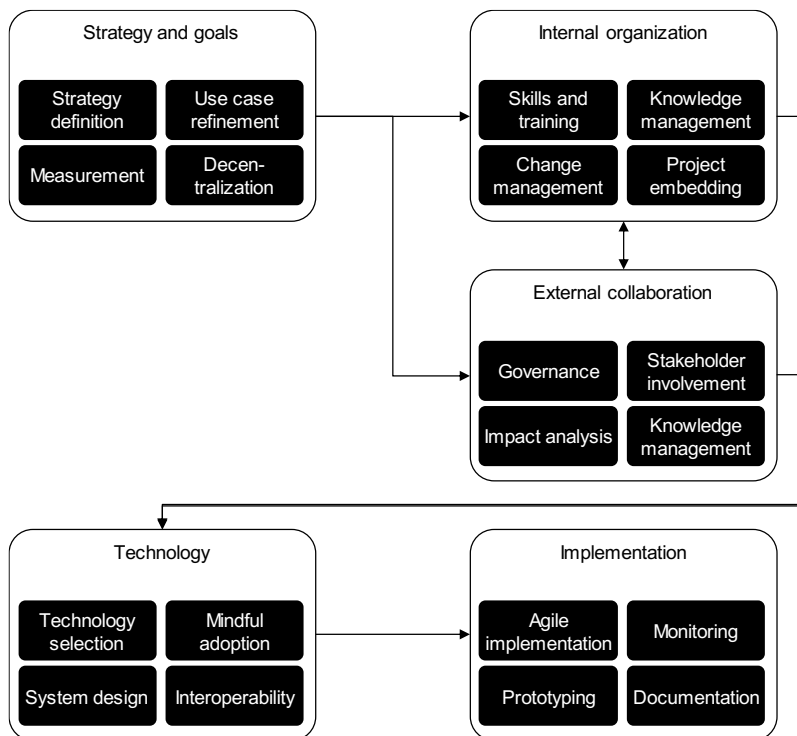 Strategy and goals
Strategy
definition
Use case
refinement
Measurement
Decen-
tralization
Internal organization
Skills and
training
Knowledge
management
Change
management
Project
embedding
External collaboration
Governance
Stakeholder
involvement
Impact analysis
Knowledge
management
Technology
Technology
selection
Mindful
adoption
System design
Interoperability
Implementation
Agile
implementation
Monitoring
Prototyping
Documentation